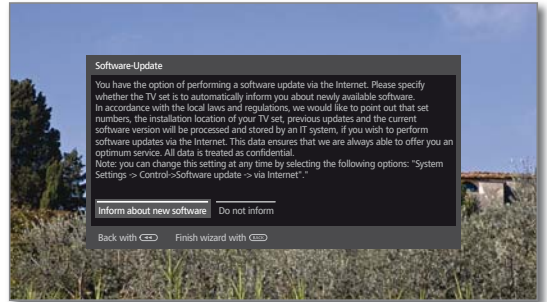 Software-Update
You have the option of performing a software update via the Internet. Please specify
whether the TV set is to automatically inform you about newly available software.
In accordance with the local laws and regulations, we would like to point out that set
numbers, the installation location of your TV set, previous updates and the current
software version will be processed and stored by an IT system, if you wish to perform
software updates via the Internet. This data ensures that we are always able to offer you an
optimum service. All data is treated as confidential.
Note: you can change this setting at any time by selecting the following options: "System
Settings -> Control->Software update -> via Internet"."
Inform about new software Do not inform
Back with Finish wizard with BACK